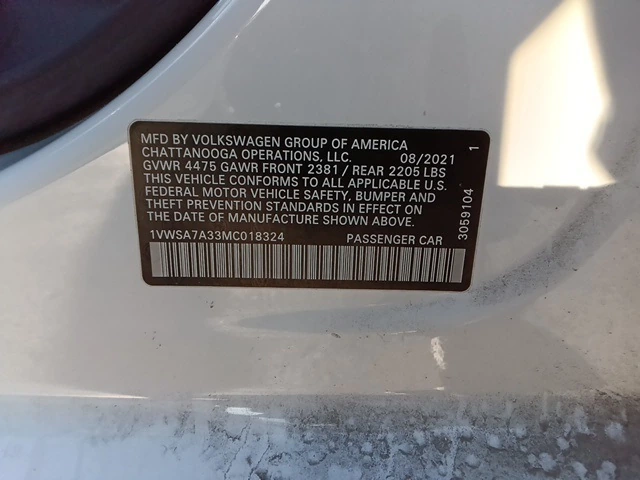 MFD BY VOLKSWAGEN GROUP OF AMERICA
CHATTANOOGA OPERATIONS, LLC. 08/2021
GVWR 4475 GAWR FRONT 2381 / REAR 2205 LBS
THIS VEHICLE CONFORMS TO ALL APPLICABLE U.S.
FEDERAL MOTOR VEHICLE SAFETY, BUMPER AND
THEFT PREVENTION STANDARDS IN EFFECT ON
THE DATE OF MANUFACTURE SHOWN ABOVE.
1VWSA7A33MC018324 PASSENGER CAR
3059104 1